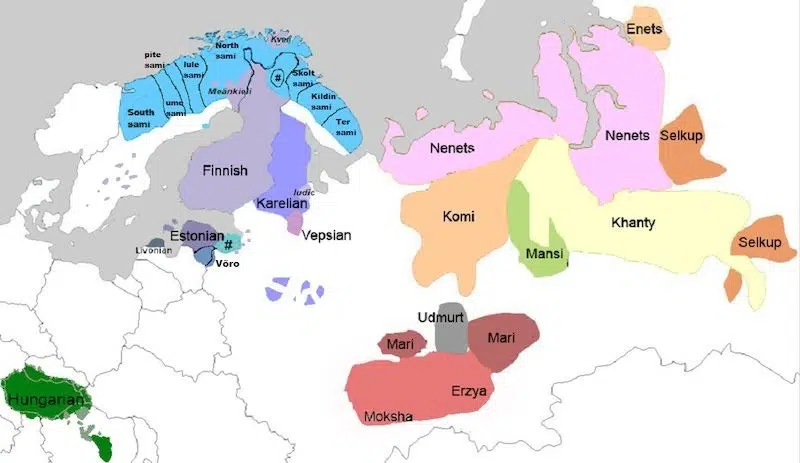 Enets
Kven
North
sami
pite
sami
lule
sami
Skolt
sami
#
Meänkieli
Kildin
sami
ume
sami
South
sami
Ter
sami
Nenets
Nenets
Selkup
Finnish
ludic
Karelian
Komi
Khanty
Vepsian
Estonian
#
Livonian
Võro
Mansi
Selkup
Udmurt
Mari
Mari
Erzya
Moksha
Hungarian